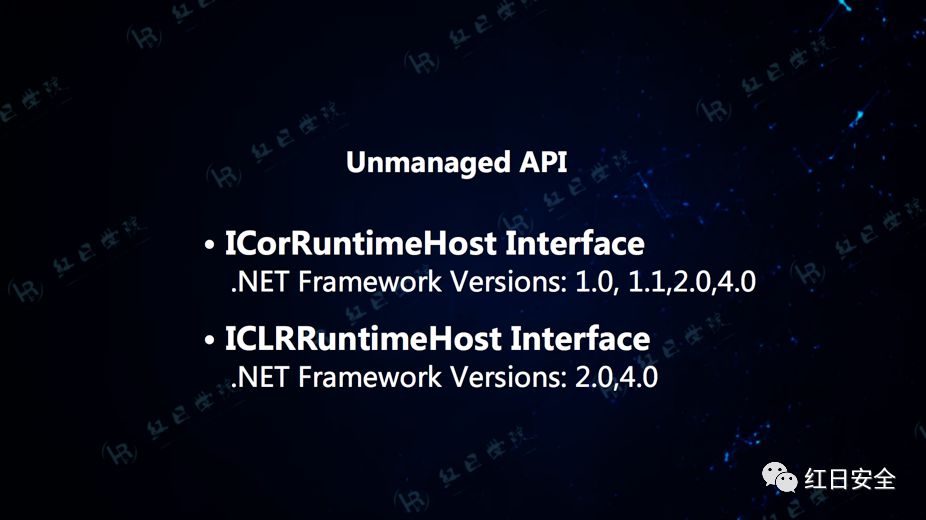 Unmanaged API
• ICorRuntimeHost Interface
.NET Framework Versions: 1.0, 1.1,2.0,4.0
• ICLRRuntimeHost Interface
.NET Framework Versions: 2.0,4.0
红日安全